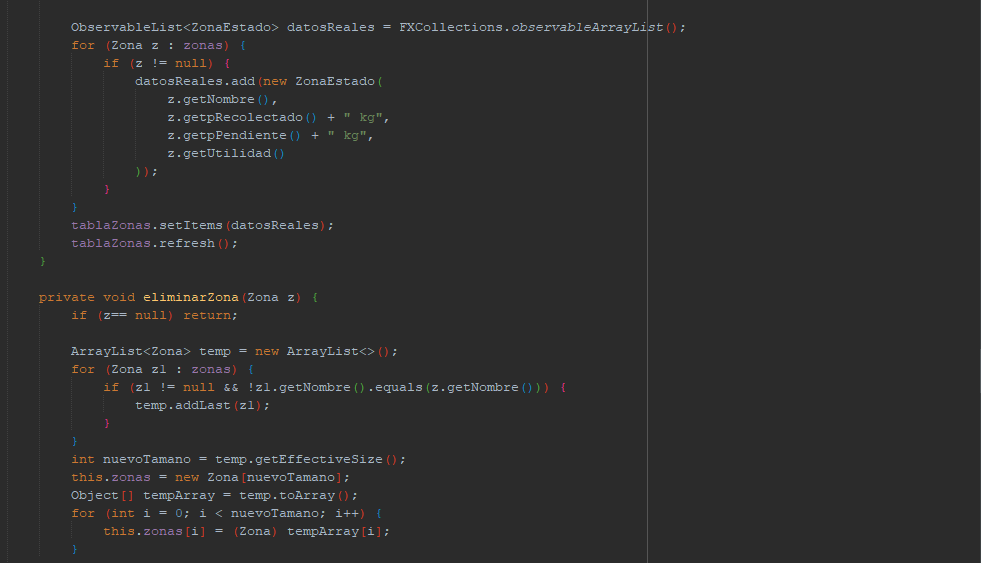 ObservableList<ZonaEstado> datosReales = FXCollections.observableArrayList();
for (Zona z : zonas) {
if (z != null) {
datosReales.add(new ZonaEstado(
z.getNombre(),
z.getpRecolectado() + " kg",
z.getpPendiente() + " kg",
z.getUtilidad()
));
}
}
tablaZonas.setItems(datosReales);
tablaZonas.refresh();
}
private void eliminarZona(Zona z) {
if (z== null) return;
ArrayList<Zona> temp = new ArrayList<>();
for (Zona z1 : zonas) {
if (z1 != null && !z1.getNombre().equals(z.getNombre())) {
temp.addLast(z1);
}
}
int nuevoTamano = temp.getEffectiveSize();
this.zonas = new Zona[nuevoTamano];
Object[] tempArray = temp.toArray();
for (int i = 0; i < nuevoTamano; i++) {
this.zonas[i] = (Zona) tempArray[i];
}